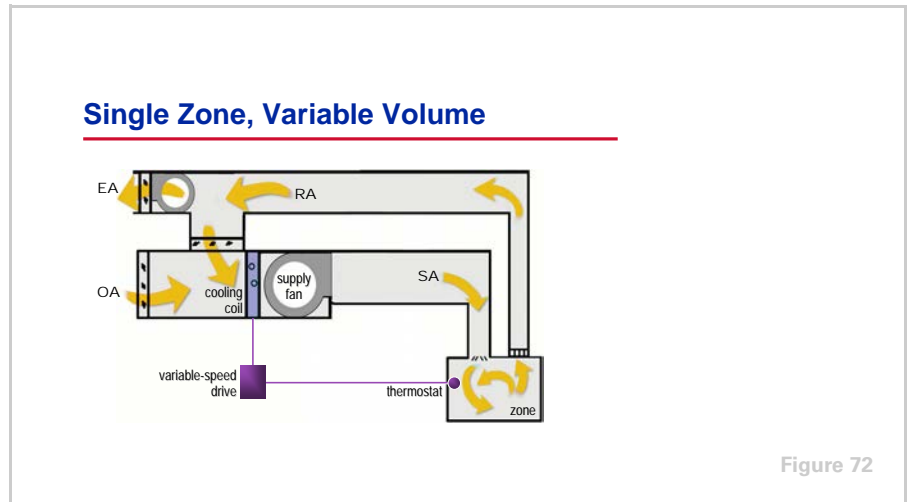 Single Zone, Variable Volume
EA
RA
OA
cooling
coil
supply
fan
SA
variable-speed
drive
thermostat
zone
Figure 72